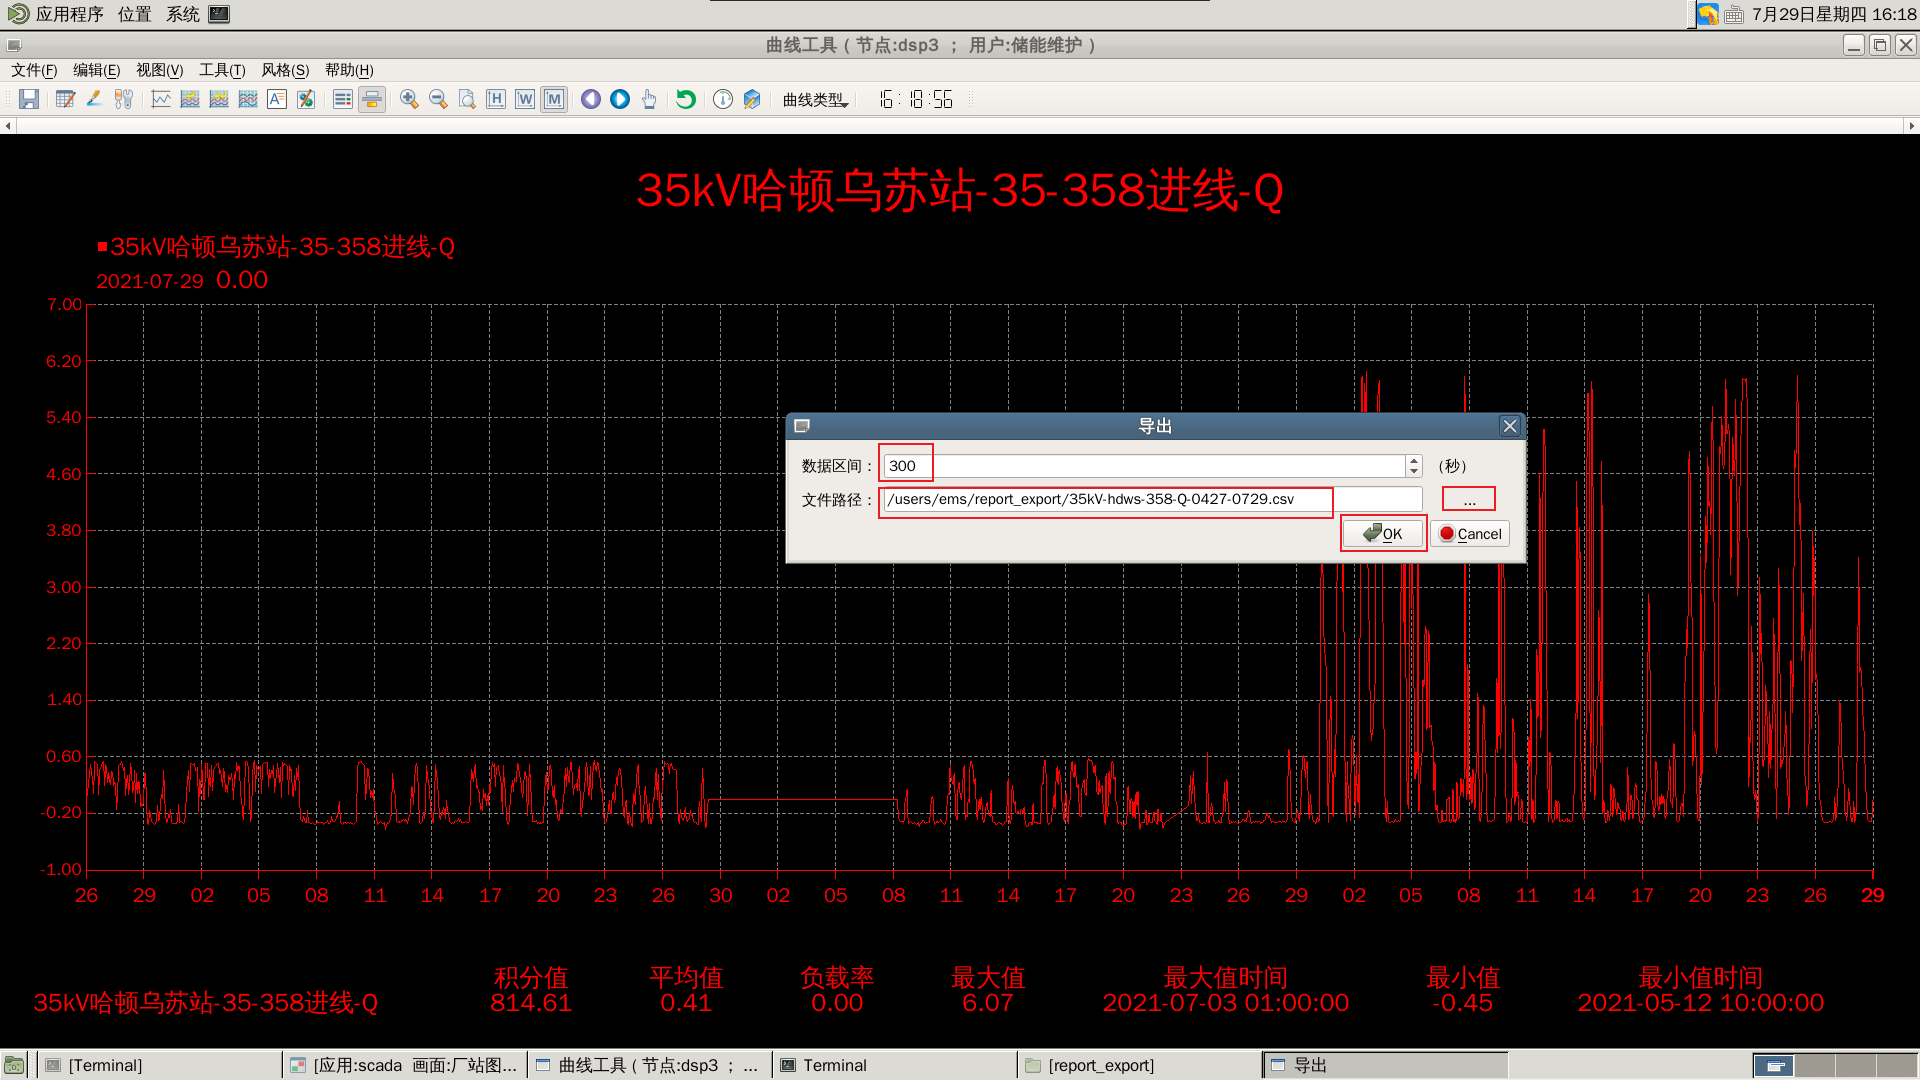 应用程序 位置 系统 7月29日星期四 16:18
曲线工具 ( 节点:dsp3 ; 用户:储能维护 )
文件(F) 编辑(E) 视图(V) 工具(T) 风格(S) 帮助(H)
曲线类型 16:18:56
35kV哈顿乌苏站-35-358进线-Q
35kV哈顿乌苏站-35-358进线-Q
2021-07-29 0.00
7.00
6.20
5.40
4.60
3.80
3.00
2.20
1.40
0.60
-0.20
-1.00
26 29 02 05 08 11 14 17 20 23 26 30 02 05 08 11 14 17 20 23 26 29 02 05 08 11 14 17 20 23 26 29
导出
数据区间: 300 (秒)
文件路径: /users/ems/report_export/35kV-hdws-358-Q-0427-0729.csv ...
OK Cancel
积分值 平均值 负载率 最大值 最大值时间 最小值 最小值时间
35kV哈顿乌苏站-35-358进线-Q 814.61 0.41 0.00 6.07 2021-07-03 01:00:00 -0.45 2021-05-12 10:00:00
[Terminal] [应用:scada 画面:厂站图... 曲线工具 ( 节点:dsp3 ; ... Terminal [report_export] 导出